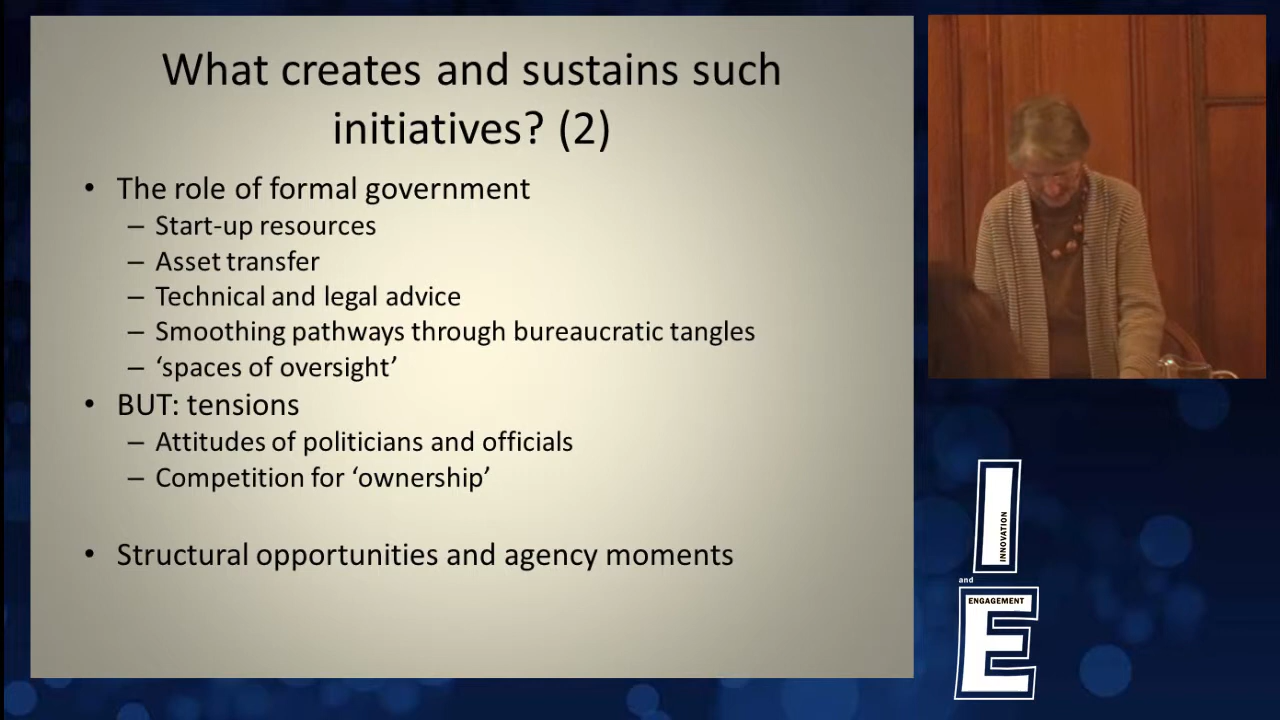 What creates and sustains such
initiatives? (2)
• The role of formal government
– Start-up resources
– Asset transfer
– Technical and legal advice
– Smoothing pathways through bureaucratic tangles
– ‘spaces of oversight’
• BUT: tensions
– Attitudes of politicians and officials
– Competition for ‘ownership’
• Structural opportunities and agency moments
I
INNOVATION
and
ENGAGEMENT
E